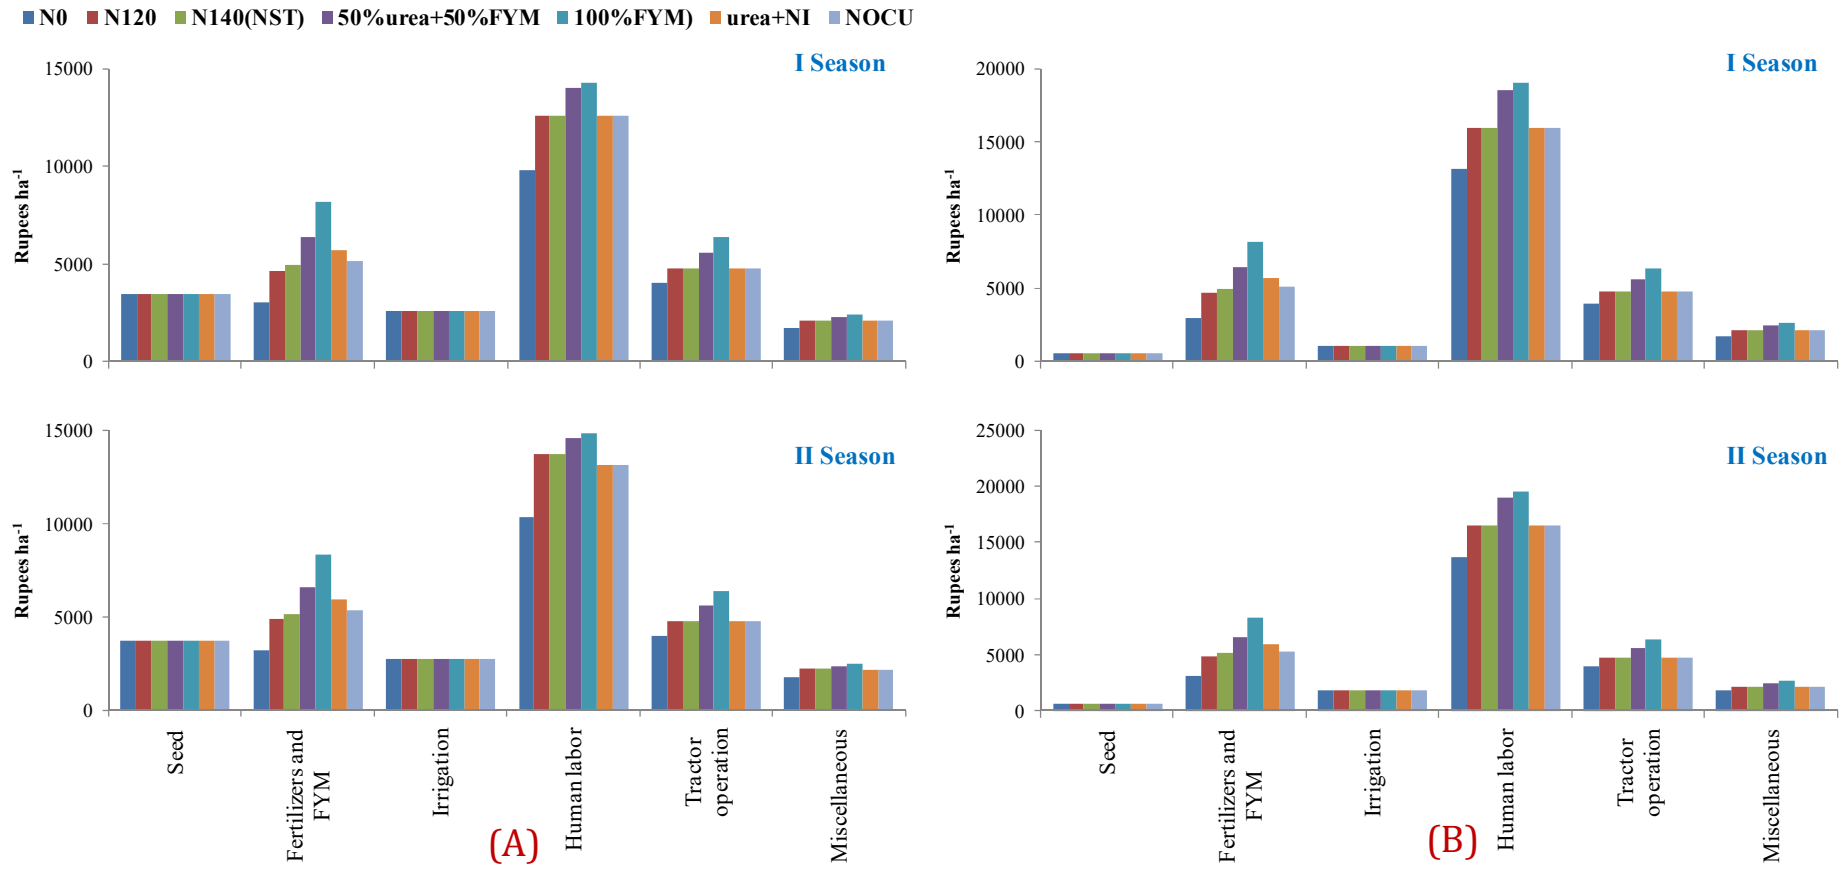 N0 N120 N140(NST) 50%urea+50%FYM 100%FYM) urea+NI NOCU
I Season
Rupees ha-1
15000
10000
5000
0
I Season
Rupees ha-1
20000
15000
10000
5000
0
II Season
Rupees ha-1
15000
10000
5000
0
Seed
Fertilizers and
FYM
Irrigation
Human labor
Tractor
operation
Miscellaneous
(A)
II Season
Rupees ha-1
25000
20000
15000
10000
5000
0
Seed
Fertilizers and
FYM
Irrigation
Human labor
Tractor
operation
Miscellaneous
(B)